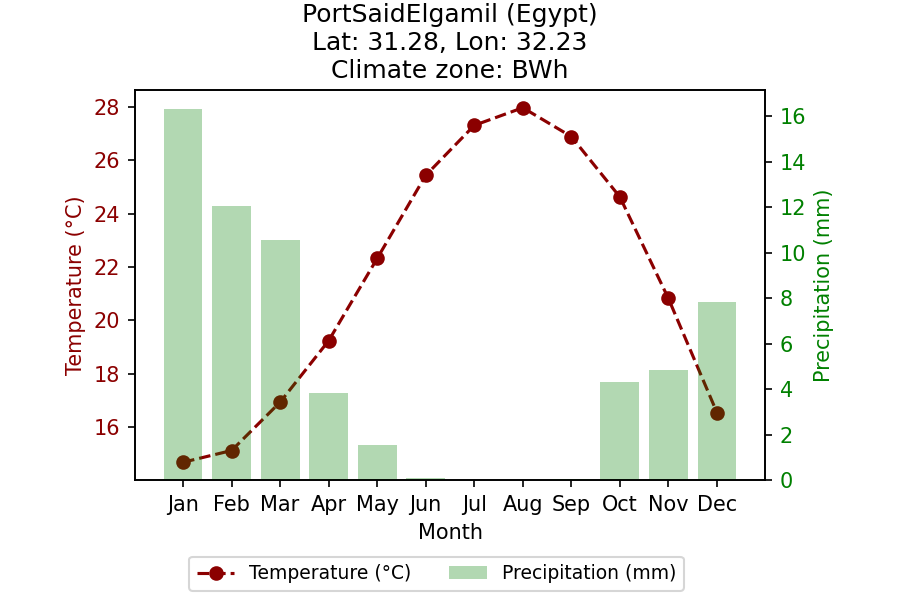 PortSaidElgamil (Egypt)
Lat: 31.28, Lon: 32.23
Climate zone: BWh
Temperature (°C)
28
26
24
22
20
18
16
Precipitation (mm)
16
14
12
10
8
6
4
2
0
Jan Feb Mar Apr May Jun Jul Aug Sep Oct Nov Dec
Month
Temperature (°C) Precipitation (mm)